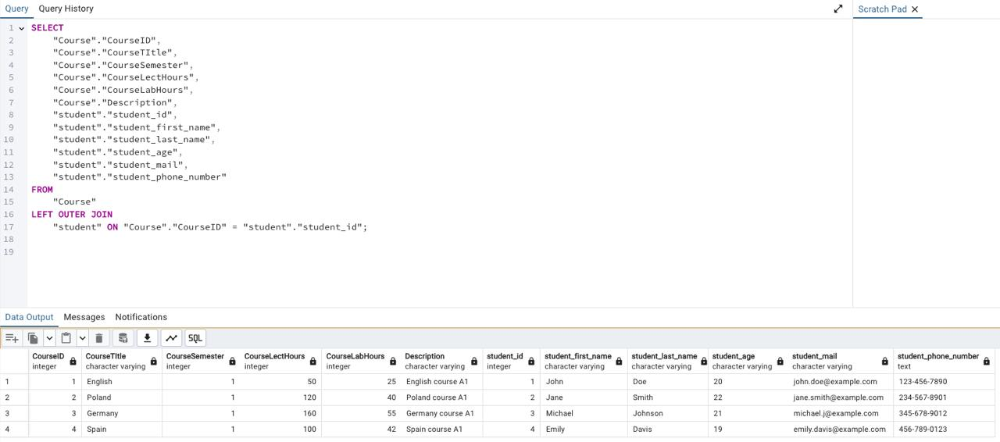 Query Query History Scratch Pad
1 SELECT
2 "Course"."CourseID",
3 "Course"."CourseTItle",
4 "Course"."CourseSemester",
5 "Course"."CourseLectHours",
6 "Course"."CourseLabHours",
7 "Course"."Description",
8 "student"."student_id",
9 "student"."student_first_name",
10 "student"."student_last_name",
11 "student"."student_age",
12 "student"."student_mail",
13 "student"."student_phone_number"
14 FROM
15 "Course"
16 LEFT OUTER JOIN
17 "student" ON "Course"."CourseID" = "student"."student_id";
18
19
Data Output Messages Notifications
SQL
CourseID CourseTItle CourseSemester CourseLectHours CourseLabHours Description student_id student_first_name student_last_name student_age student_mail student_phone_number
integer character varying integer integer integer character varying integer character varying character varying character varying character varying text
1 1 English 1 50 25 English course A1 1 John Doe 20 john.doe@example.com 123-456-7890
2 2 Poland 1 120 40 Poland course A1 2 Jane Smith 22 jane.smith@example.com 234-567-8901
3 3 Germany 1 160 55 Germany course A1 3 Michael Johnson 21 michael.j@example.com 345-678-9012
4 4 Spain 1 100 42 Spain course A1 4 Emily Davis 19 emily.davis@example.com 456-789-0123